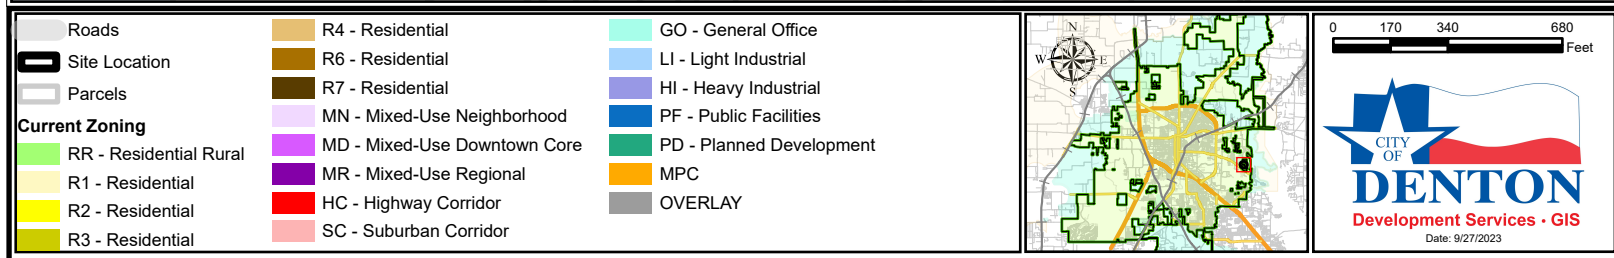 Roads
Site Location
Parcels
Current Zoning
RR - Residential Rural
R1 - Residential
R2 - Residential
R3 - Residential
R4 - Residential
R6 - Residential
R7 - Residential
MN - Mixed-Use Neighborhood
MD - Mixed-Use Downtown Core
MR - Mixed-Use Regional
HC - Highway Corridor
SC - Suburban Corridor
GO - General Office
LI - Light Industrial
HI - Heavy Industrial
PF - Public Facilities
PD - Planned Development
MPC
OVERLAY
N
W E
S
0 170 340 680
Feet
CITY
OF
DENTON
Development Services • GIS
Date: 9/27/2023